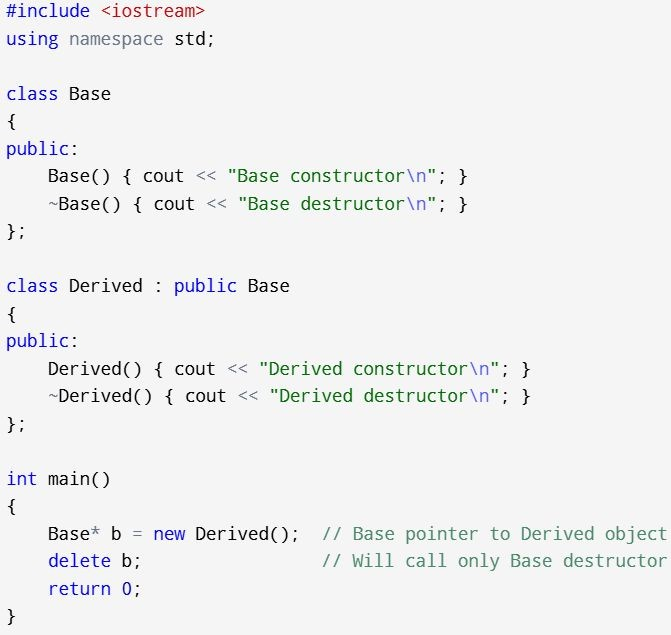 #include <iostream>
using namespace std;

class Base
{
public:
    Base() { cout << "Base constructor\n"; }
    ~Base() { cout << "Base destructor\n"; }
};

class Derived : public Base
{
public:
    Derived() { cout << "Derived constructor\n"; }
    ~Derived() { cout << "Derived destructor\n"; }
};

int main()
{
    Base* b = new Derived();  // Base pointer to Derived object
    delete b;                 // Will call only Base destructor
    return 0;
}